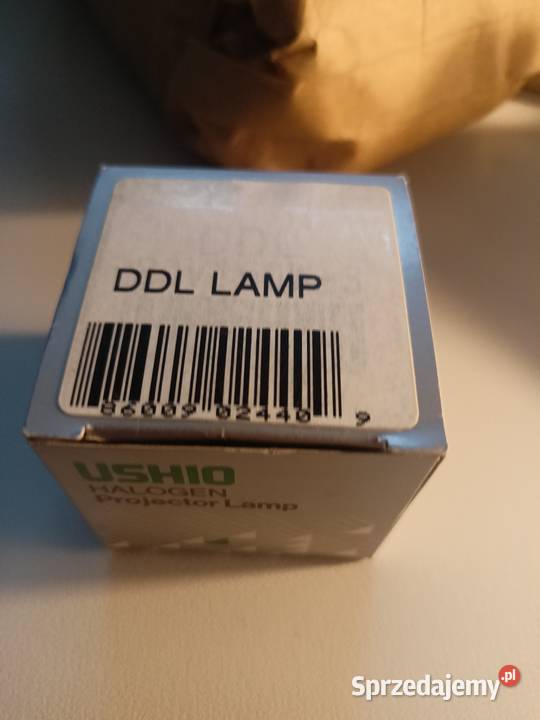 DDL LAMP
86009 02440 9
USHIO
HALOGEN
Projector Lamp
Sprzedajemy.pl